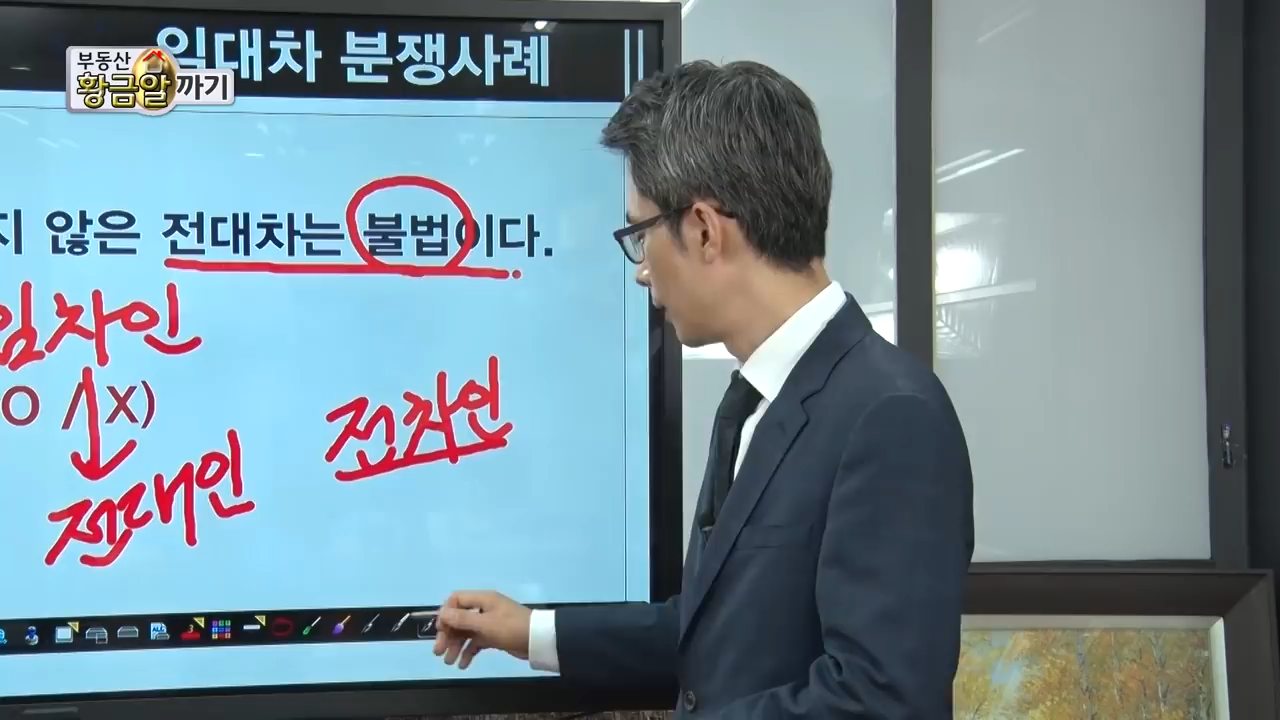 임대차 분쟁사례
부동산
황금알까기
지 않은 전대차는 불법이다.
임차인
O / X)
전차인
전대인